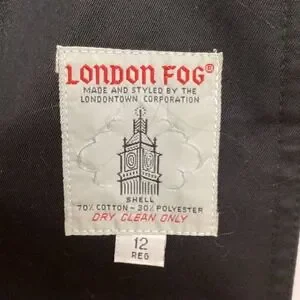 LONDON FOG®
MADE AND STYLED BY THE
LONDONTOWN CORPORATION
SHELL
70% COTTON - 30% POLYESTER
DRY CLEAN ONLY
12
REG